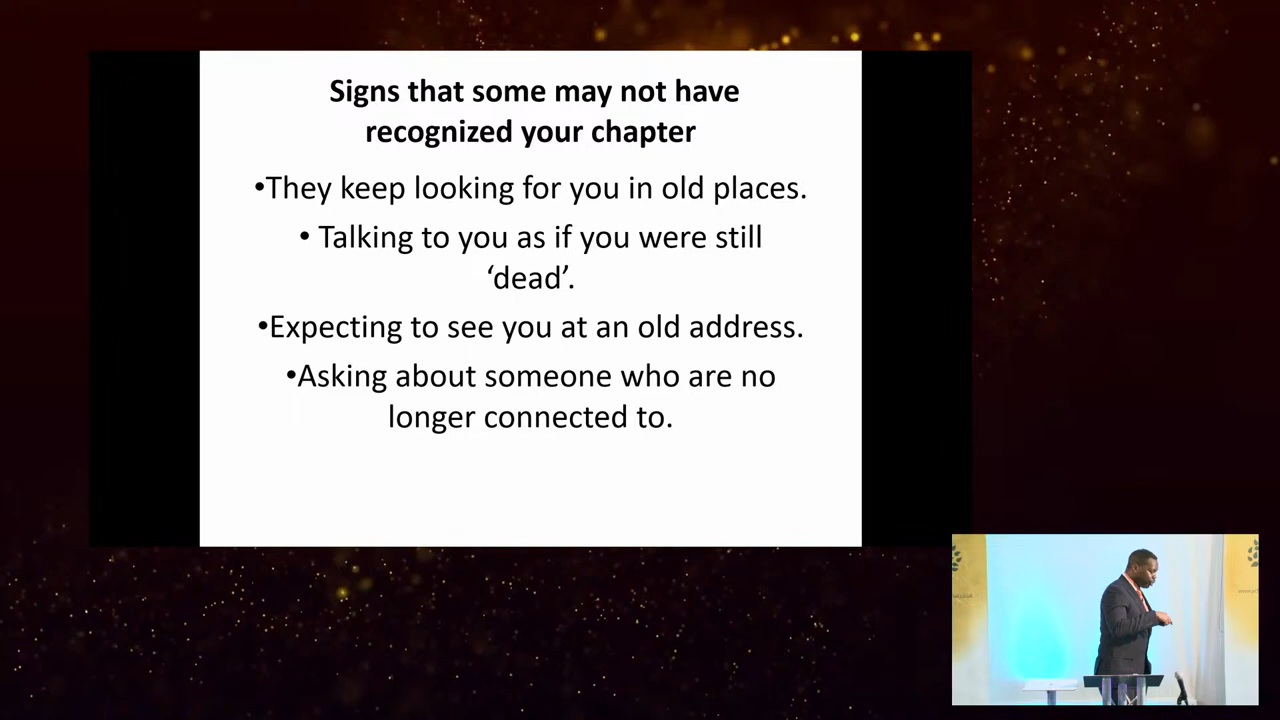 Signs that some may not have
recognized your chapter
•They keep looking for you in old places.
• Talking to you as if you were still
‘dead’.
•Expecting to see you at an old address.
•Asking about someone who are no
longer connected to.